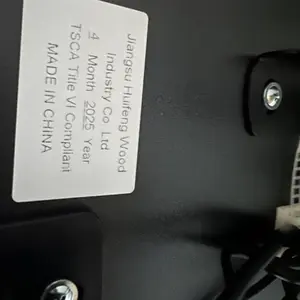 Jiangsu Huifeng Wood
Industry Co Ltd
4 Month 2025 Year
TSCA Title VI Compliant
MADE IN CHINA